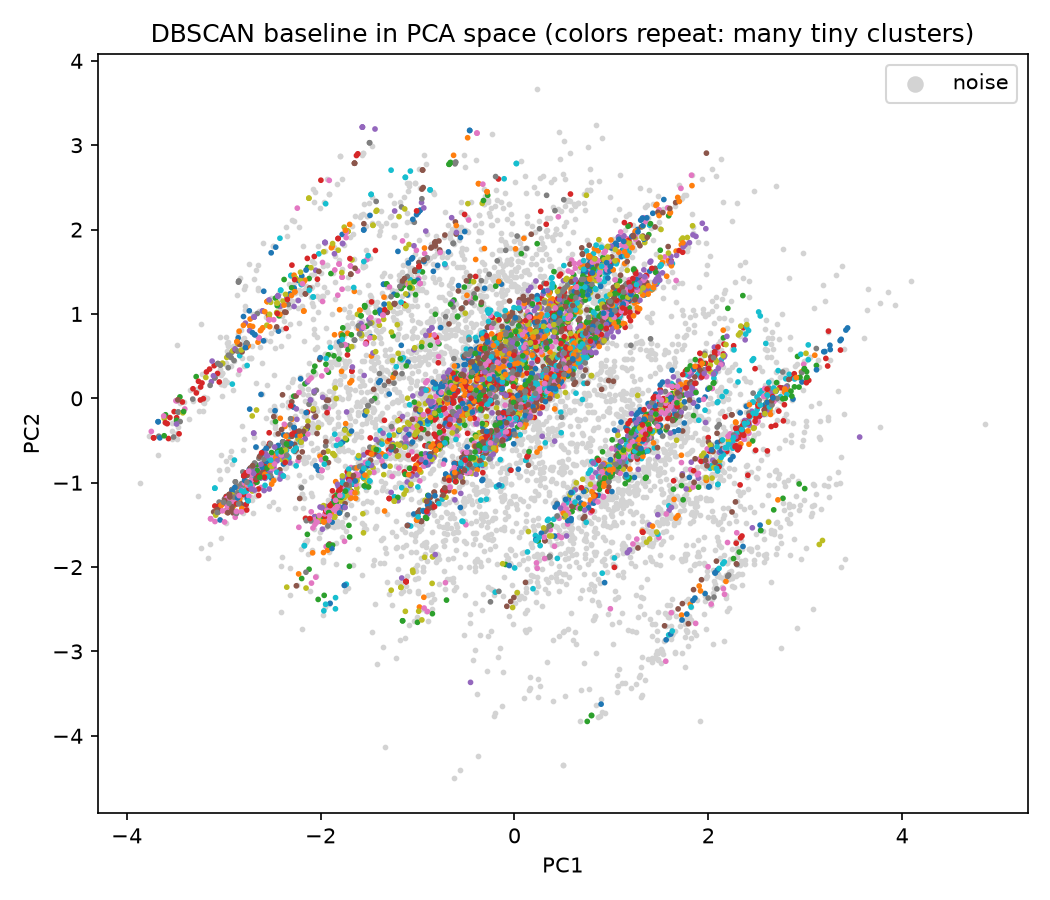 DBSCAN baseline in PCA space (colors repeat: many tiny clusters)
noise
4
3
2
1
0
−1
−2
−3
−4
PC2
−4 −2 0 2 4
PC1